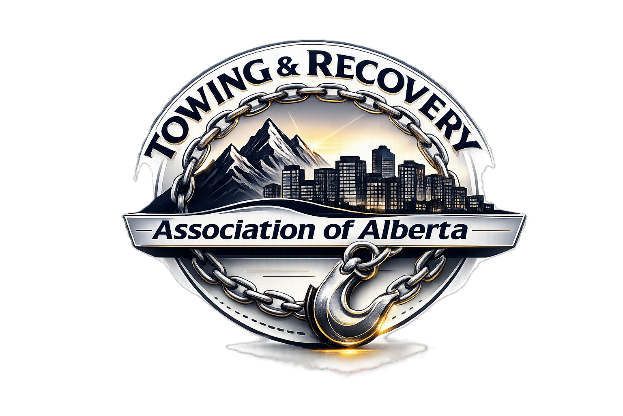 TOWING & RECOVERY
Association of Alberta